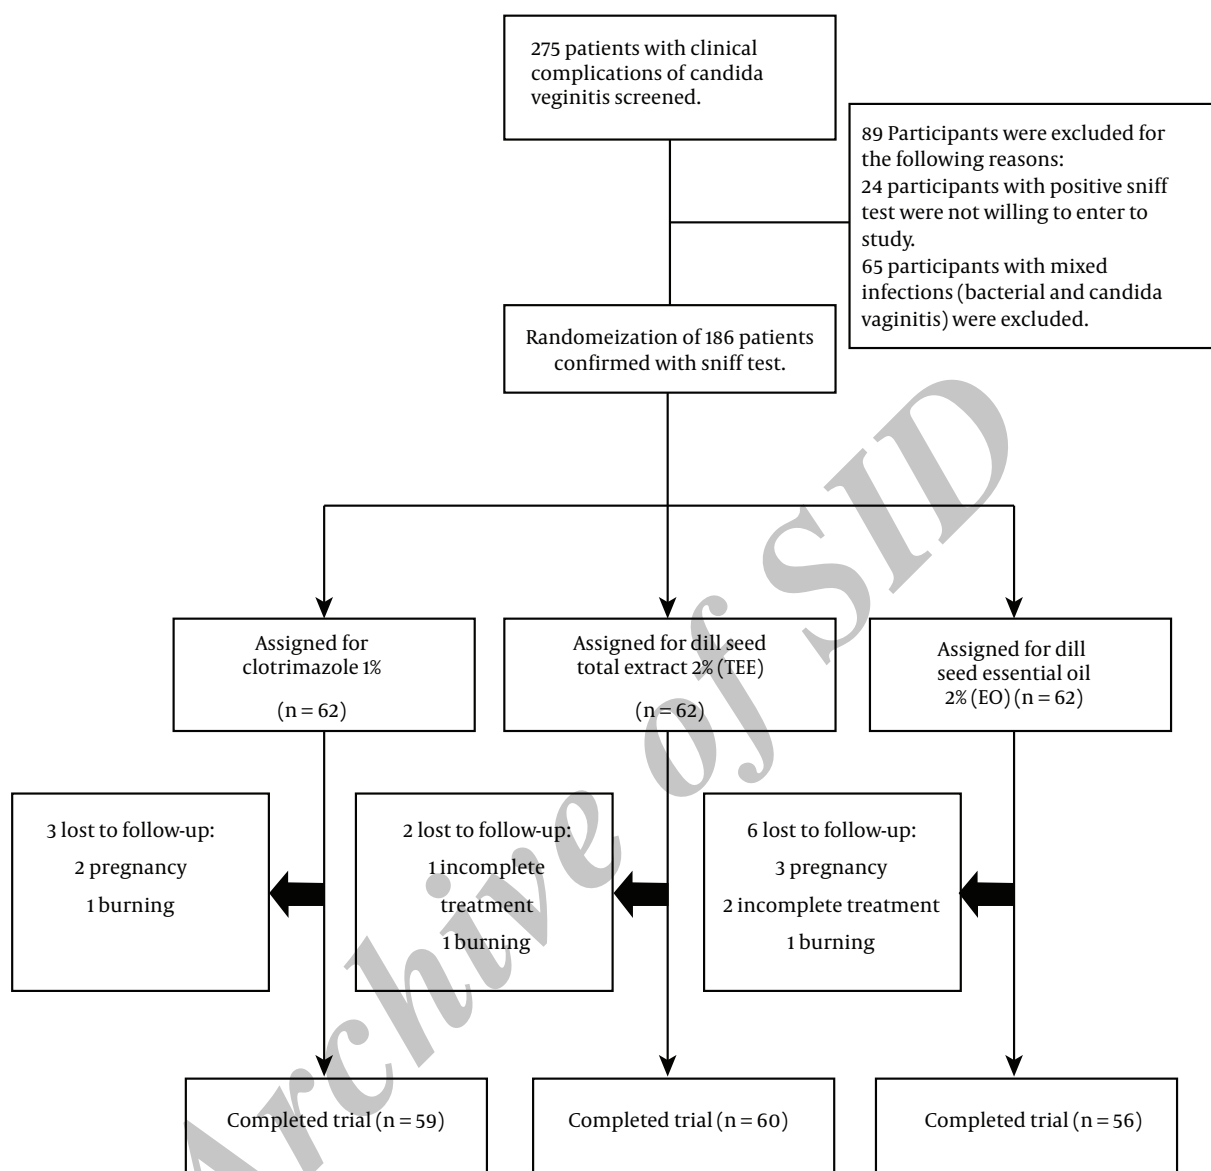 275 patients with clinical
complications of candida
veginitis screened.
89 Participants were excluded for
the following reasons:
24 participants with positive sniff
test were not willing to enter to
study.
65 participants with mixed
infections (bacterial and candida
vaginitis) were excluded.
Randomeization of 186 patients
confirmed with sniff test.
Assigned for
clotrimazole 1%
(n = 62)
Assigned for dill seed
total extract 2% (TEE)
(n = 62)
Assigned for dill
seed essential oil
2% (EO) (n = 62)
3 lost to follow-up:
2 pregnancy
1 burning
2 lost to follow-up:
1 incomplete
treatment
1 burning
6 lost to follow-up:
3 pregnancy
2 incomplete treatment
1 burning
Completed trial (n = 59)
Completed trial (n = 60)
Completed trial (n = 56)
Archive of SID